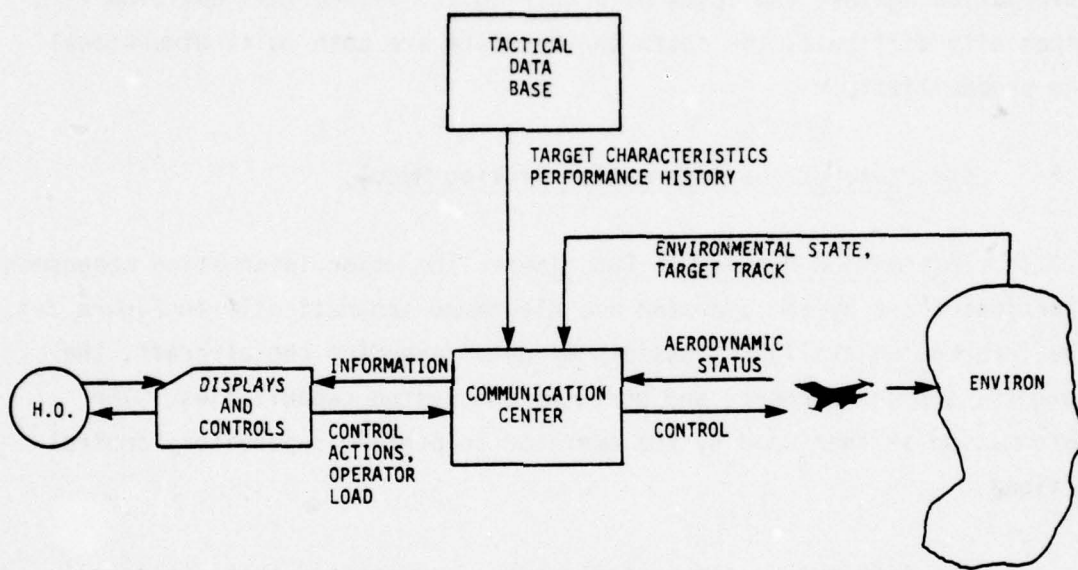 TACTICAL
DATA
BASE
TARGET CHARACTERISTICS
PERFORMANCE HISTORY
ENVIRONMENTAL STATE,
TARGET TRACK
H.O.
DISPLAYS
AND
CONTROLS
INFORMATION
CONTROL
ACTIONS,
OPERATOR
LOAD
COMMUNICATION
CENTER
AERODYNAMIC
STATUS
CONTROL
ENVIRON